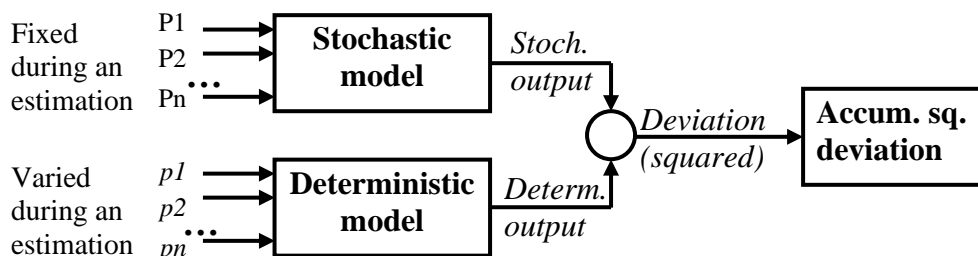 Fixed
during an
estimation
P1
P2
...
Pn
Stochastic
model
Stoch.
output
Deviation
(squared)
Accum. sq.
deviation
Varied
during an
estimation
p1
p2
...
pn
Deterministic
model
Determ.
output